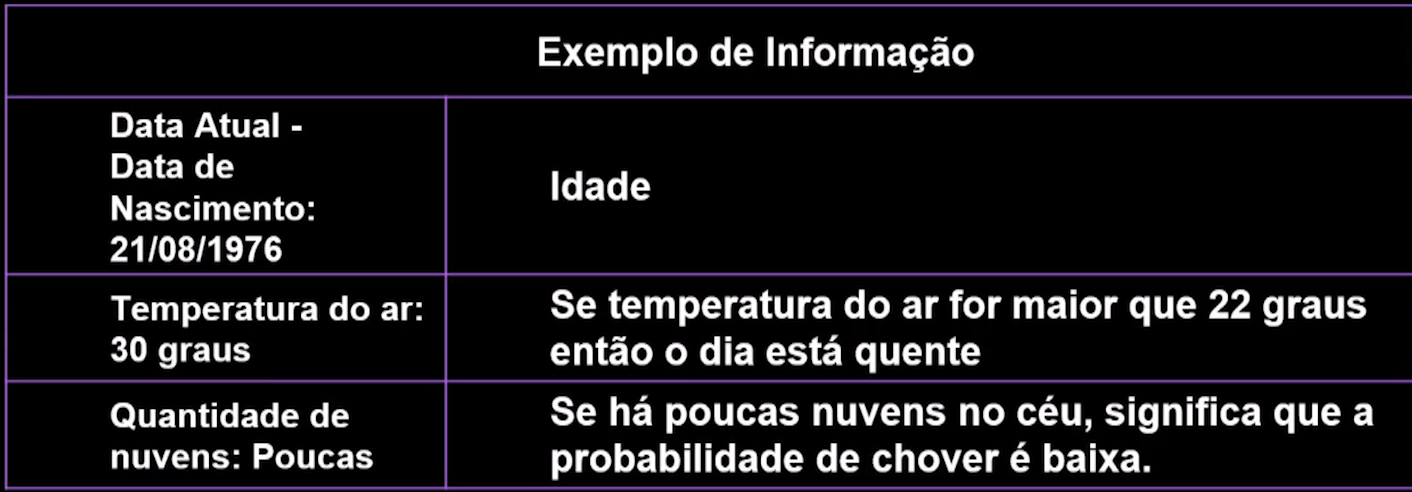 Exemplo de Informação
Data Atual -
Data de
Nascimento:
21/08/1976
Idade
Temperatura do ar:
30 graus
Se temperatura do ar for maior que 22 graus
então o dia está quente
Quantidade de
nuvens: Poucas
Se há poucas nuvens no céu, significa que a
probabilidade de chover é baixa.